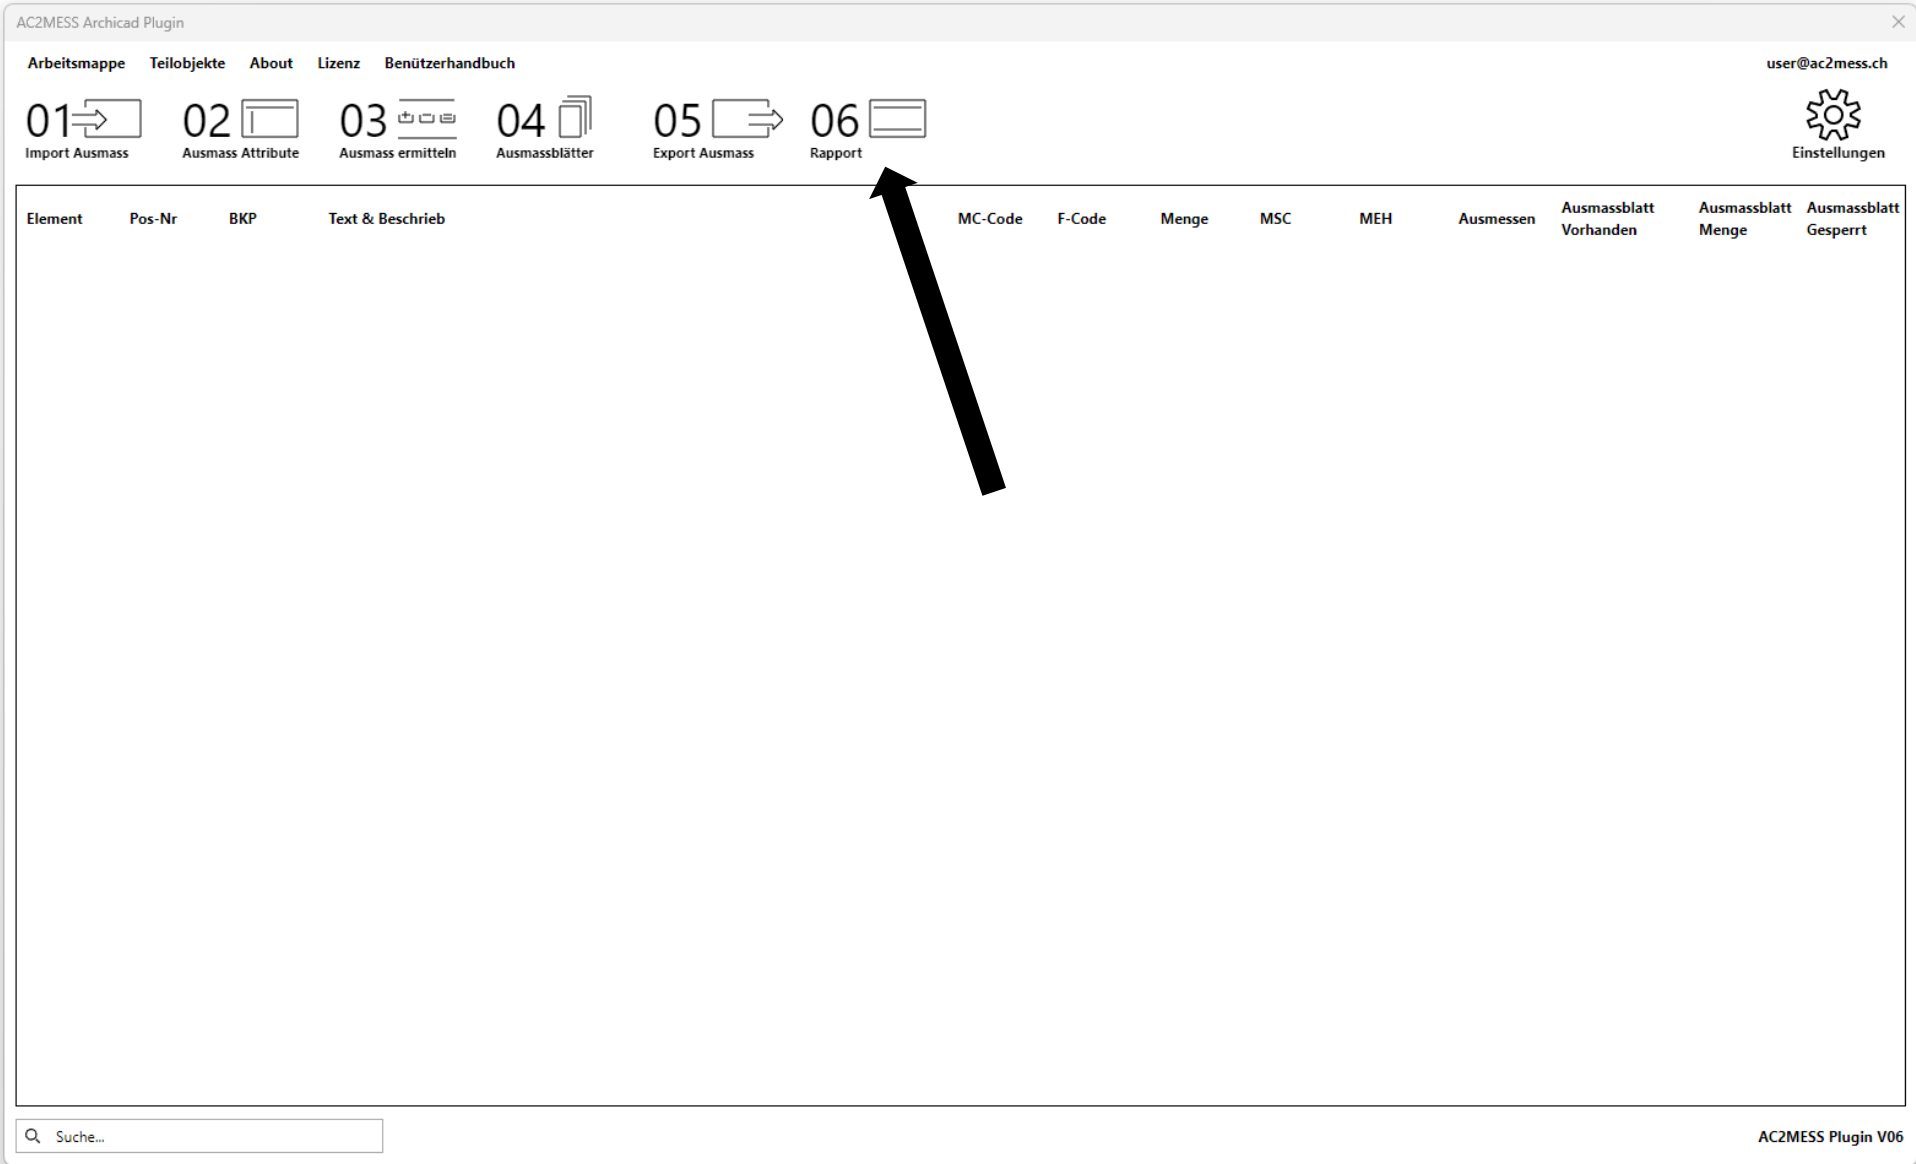 AC2MESS Archicad Plugin
Arbeitsmappe Teilobjekte About Lizenz Benützerhandbuch user@ac2mess.ch
01 02 03 04 05 06
Import Ausmass Ausmass Attribute Ausmass ermitteln Ausmassblätter Export Ausmass Rapport Einstellungen
Element Pos-Nr BKP Text & Beschrieb MC-Code F-Code Menge MSC MEH Ausmessen Ausmassblatt Ausmassblatt Ausmassblatt
Vorhanden Menge Gesperrt
Suche... AC2MESS Plugin V06